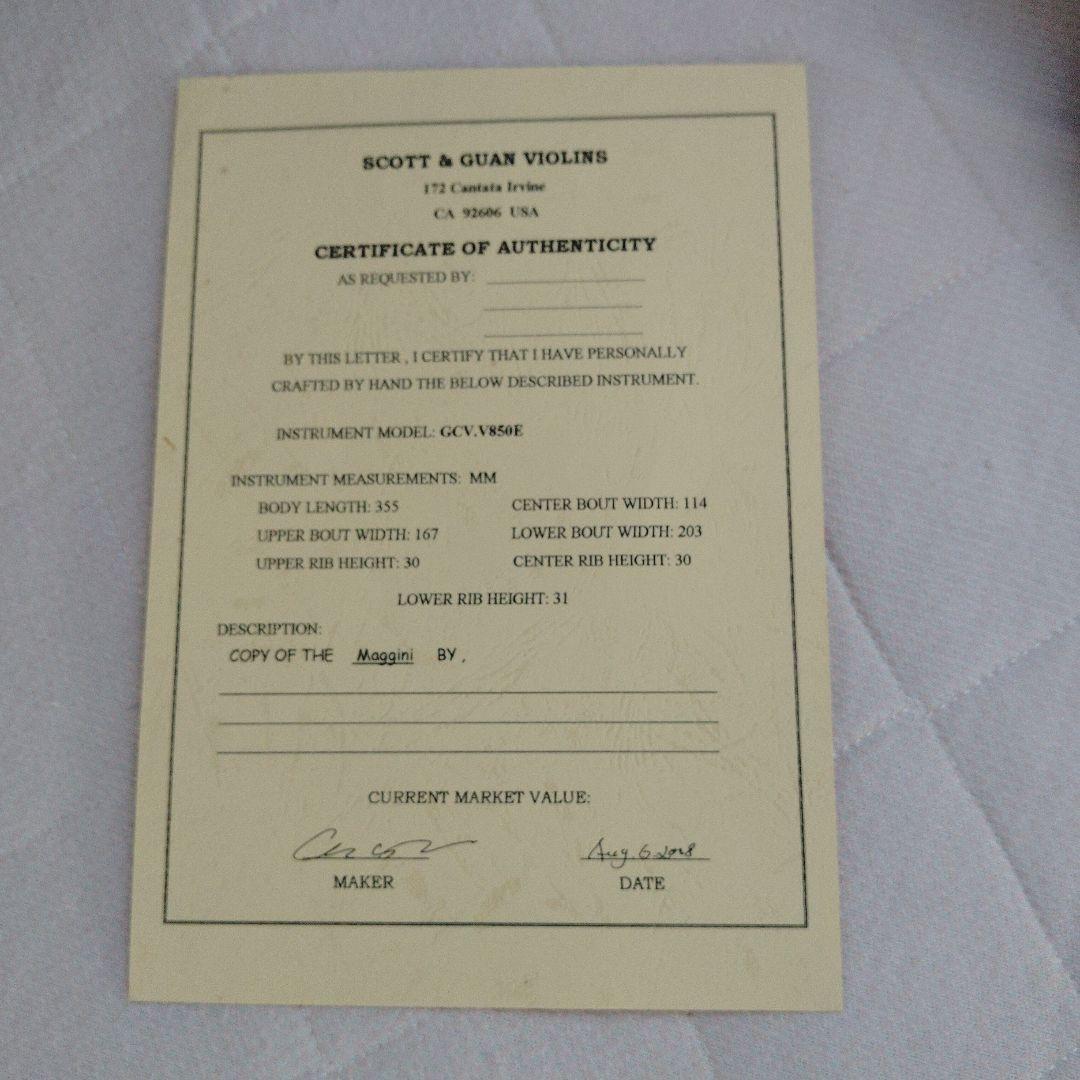 SCOTT & GUAN VIOLINS
172 Cantata Irvine
CA 92606 USA
CERTIFICATE OF AUTHENTICITY
AS REQUESTED BY:
BY THIS LETTER , I CERTIFY THAT I HAVE PERSONALLY
CRAFTED BY HAND THE BELOW DESCRIBED INSTRUMENT.
INSTRUMENT MODEL: GCV.V850E
INSTRUMENT MEASUREMENTS: MM
BODY LENGTH: 355 CENTER BOUT WIDTH: 114
UPPER BOUT WIDTH: 167 LOWER BOUT WIDTH: 203
UPPER RIB HEIGHT: 30 CENTER RIB HEIGHT: 30
LOWER RIB HEIGHT: 31
DESCRIPTION:
COPY OF THE Maggini BY ,
CURRENT MARKET VALUE:
Aug. 6
MAKER DATE